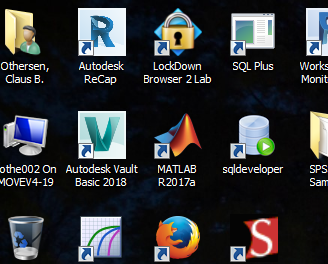 Othersen,
Claus B.
Autodesk
ReCap
LockDown
Browser 2 Lab
SQL Plus
Works
Monit
othe002 On
MOVEV4-19
Autodesk Vault
Basic 2018
MATLAB
R2017a
sqldeveloper
SPS
Sam